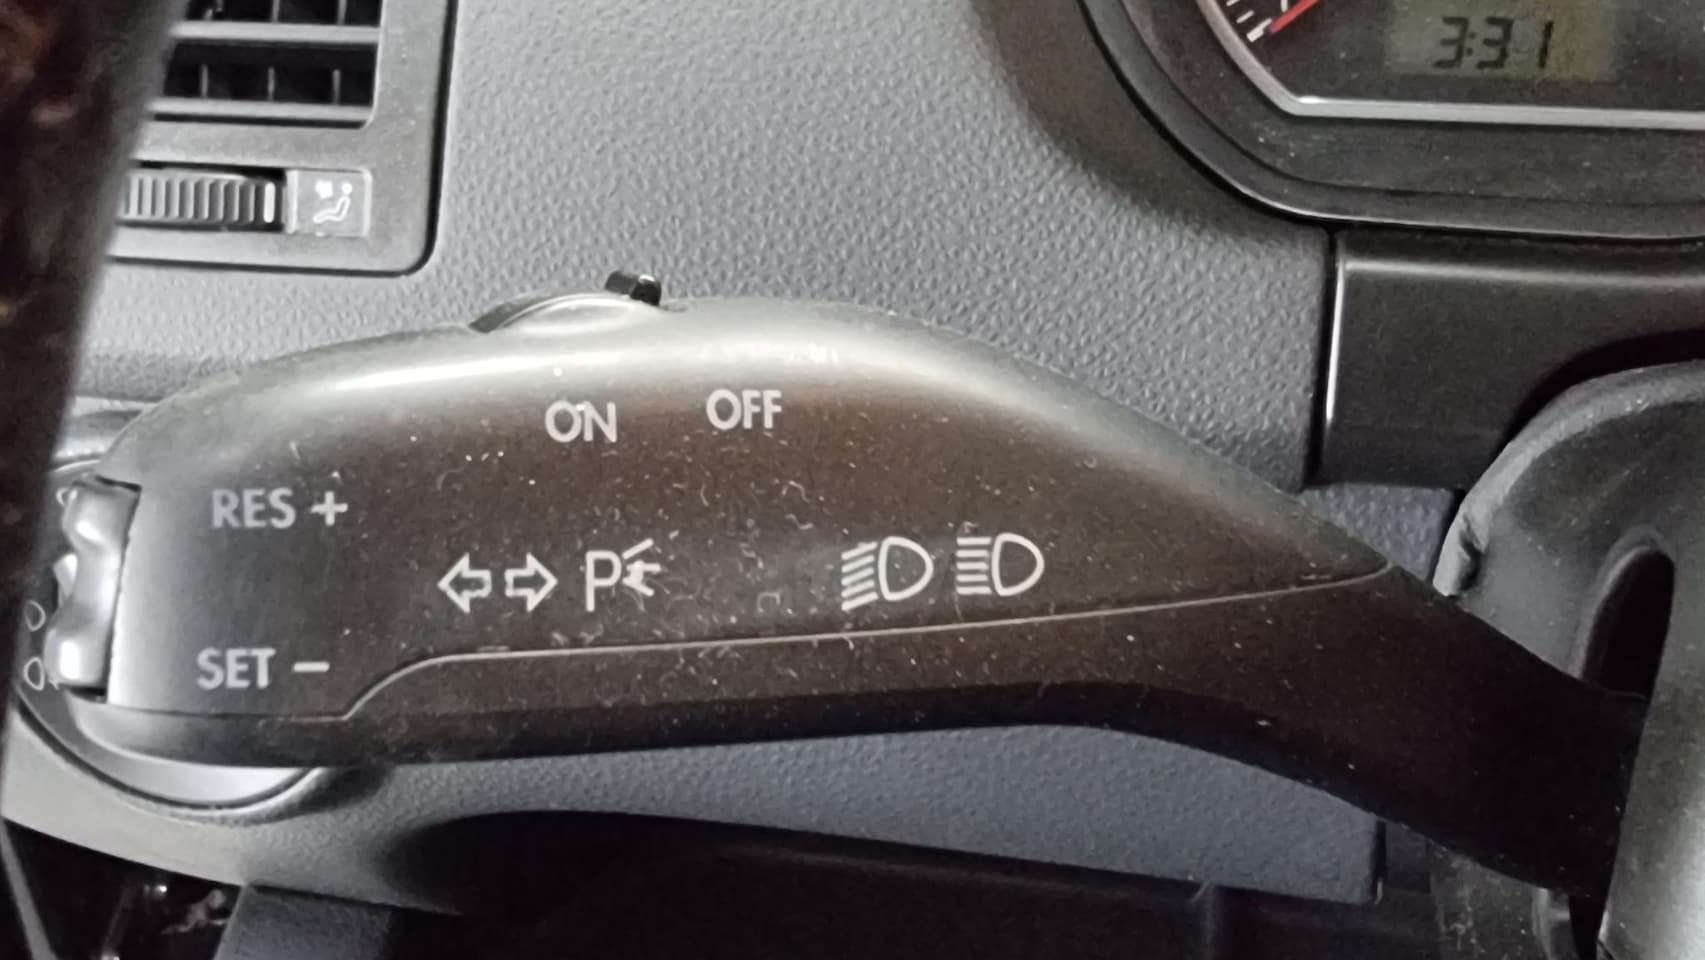 3:31
ON OFF
RES +
P
SET -